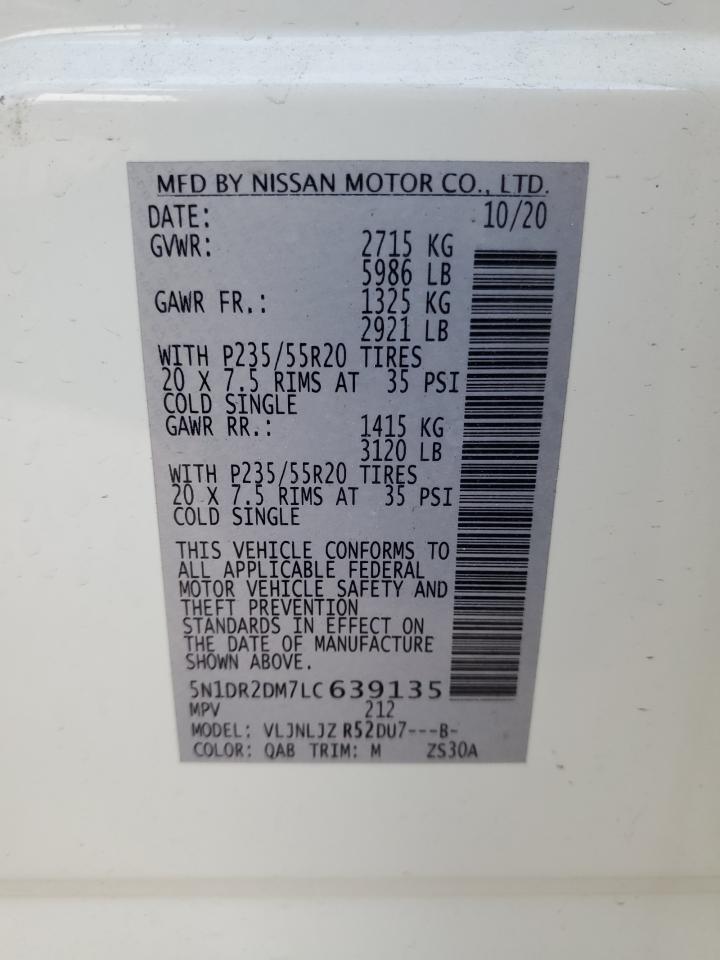 MFD BY NISSAN MOTOR CO., LTD.
DATE: 10/20
GVWR: 2715 KG
5986 LB
GAWR FR.: 1325 KG
2921 LB
WITH P235/55R20 TIRES
20 X 7.5 RIMS AT 35 PSI
COLD SINGLE
GAWR RR.: 1415 KG
3120 LB
WITH P235/55R20 TIRES
20 X 7.5 RIMS AT 35 PSI
COLD SINGLE
THIS VEHICLE CONFORMS TO
ALL APPLICABLE FEDERAL
MOTOR VEHICLE SAFETY AND
THEFT PREVENTION
STANDARDS IN EFFECT ON
THE DATE OF MANUFACTURE
SHOWN ABOVE.
5N1DR2DM7LC639135
MPV 212
MODEL: VLJNLJZ R52DU7---B-
COLOR: QAB TRIM: M ZS30A